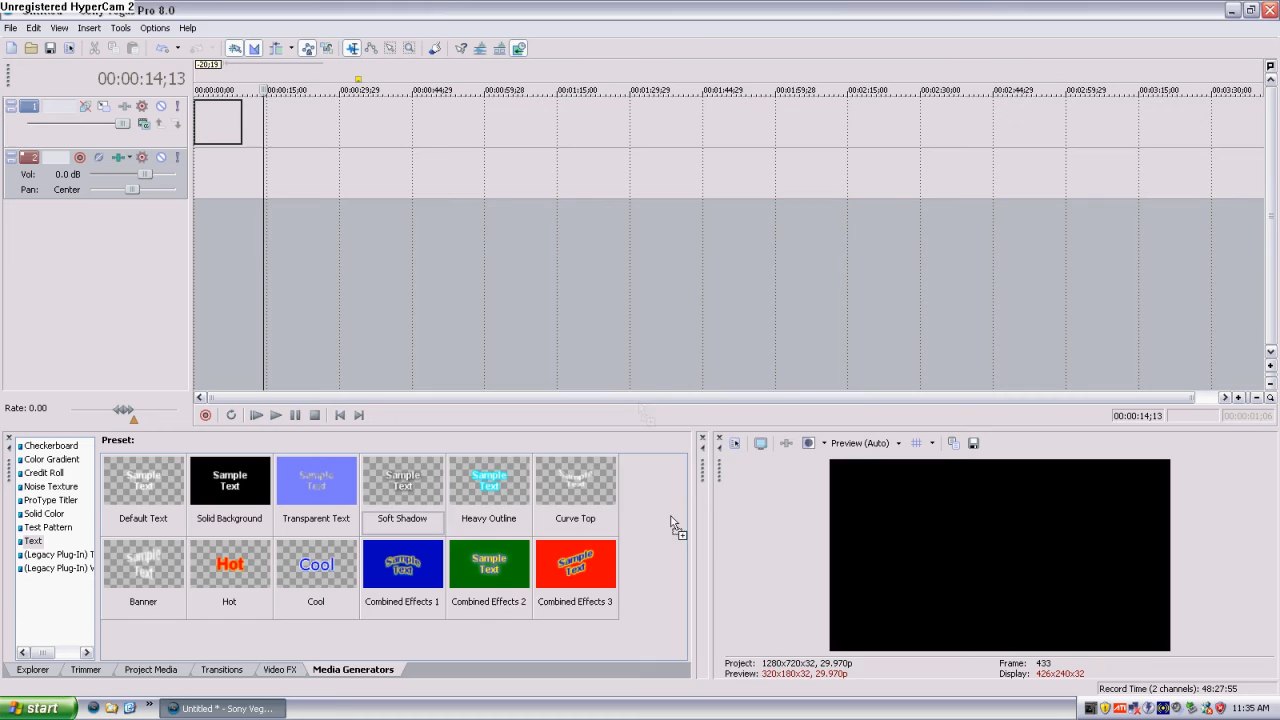 Unregistered HyperCam 2
Pro 8.0
File Edit View Insert Tools Options Help
-20;19
00:00:14;13
00:00:00;00 00:00:15;00 00:00:29;29 00:00:44;29 00:00:59;28 00:01:15;00 00:01:29;29 00:01:44;29 00:01:59;28 00:02:15;00 00:02:30;00 00:02:44;29 00:02:59;29 00:03:15;00 00:03:30;00
1
2
Vol: 0.0 dB
Pan: Center
Rate: 0.00
00:00:14;13 00:00:01;06
Checkerboard
Color Gradient
Credit Roll
Noise Texture
ProType Titler
Solid Color
Test Pattern
Text
(Legacy Plug-In) T
(Legacy Plug-In) V
Preset:
Sample Text
Sample Text
Sample Text
Sample Text
Sample Text
Sample Text
Default Text Solid Background Transparent Text Soft Shadow Heavy Outline Curve Top
Sample Text
Hot
Cool
Sample Text
Sample Text
Sample Text
Banner Hot Cool Combined Effects 1 Combined Effects 2 Combined Effects 3
Explorer Trimmer Project Media Transitions Video FX Media Generators
Preview (Auto)
Project: 1280x720x32, 29.970p
Preview: 320x180x32, 29.970p
Frame: 433
Display: 426x240x32
Record Time (2 channels): 48:27:55
start
Untitled * - Sony Veg...
ATI
11:35 AM